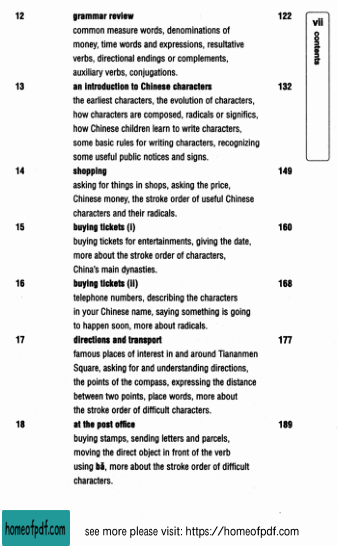 12 grammar review 122
common measure words, denominations of
money, time words and expressions, resultative
verbs, directional endings or complements,
auxiliary verbs, conjugations.
13 an introduction to Chinese characters 132
the earliest characters, the evolution of characters,
how characters are composed, radicals or significs,
how Chinese children learn to write characters,
some basic rules for writing characters, recognizing
some useful public notices and signs.
14 shopping 149
asking for things in shops, asking the price,
Chinese money, the stroke order of useful Chinese
characters and their radicals.
15 buying tickets (i) 160
buying tickets for entertainments, giving the date,
more about the stroke order of characters,
China's main dynasties.
16 buying tickets (ii) 168
telephone numbers, describing the characters
in your Chinese name, saying something is going
to happen soon, more about radicals.
17 directions and transport 177
famous places of interest in and around Tiananmen
Square, asking for and understanding directions,
the points of the compass, expressing the distance
between two points, place words, more about
the stroke order of difficult characters.
18 at the post office 189
buying stamps, sending letters and parcels,
moving the direct object in front of the verb
using bǎ, more about the stroke order of difficult
characters.
vii
contents
homeofpdf.com
see more please visit: https://homeofpdf.com